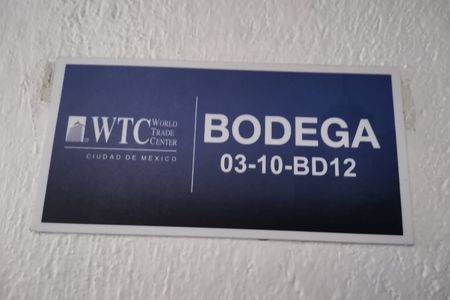 WTC
WORLD
TRADE
CENTER
CIUDAD DE MEXICO
BODEGA
03-10-BD12